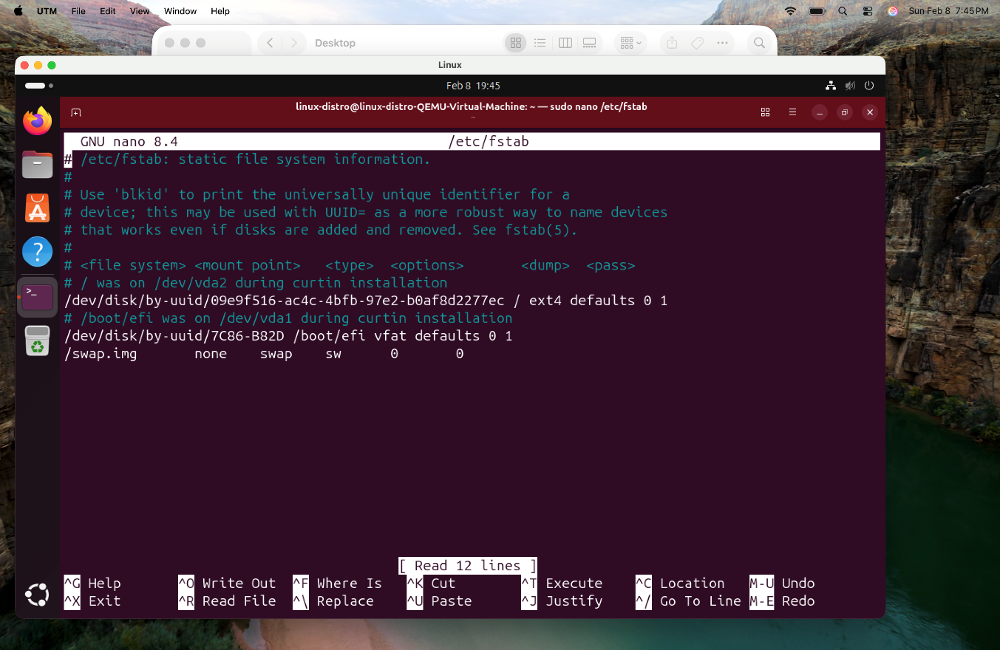 UTM File Edit View Window Help Sun Feb 8 7:45 PM
Desktop
Linux
Feb 8 19:45
linux-distro@linux-distro-QEMU-Virtual-Machine: ~ — sudo nano /etc/fstab
~
GNU nano 8.4 /etc/fstab
# /etc/fstab: static file system information.
#
# Use 'blkid' to print the universally unique identifier for a
# device; this may be used with UUID= as a more robust way to name devices
# that works even if disks are added and removed. See fstab(5).
#
# <file system> <mount point>   <type>  <options>       <dump>  <pass>
# / was on /dev/vda2 during curtin installation
/dev/disk/by-uuid/09e9f516-ac4c-4bfb-97e2-b0af8d2277ec / ext4 defaults 0 1
# /boot/efi was on /dev/vda1 during curtin installation
/dev/disk/by-uuid/7C86-B82D /boot/efi vfat defaults 0 1
/swap.img       none    swap    sw      0       0
[ Read 12 lines ]
^G Help ^O Write Out ^F Where Is ^K Cut ^T Execute ^C Location M-U Undo
^X Exit ^R Read File ^\ Replace ^U Paste ^J Justify ^/ Go To Line M-E Redo